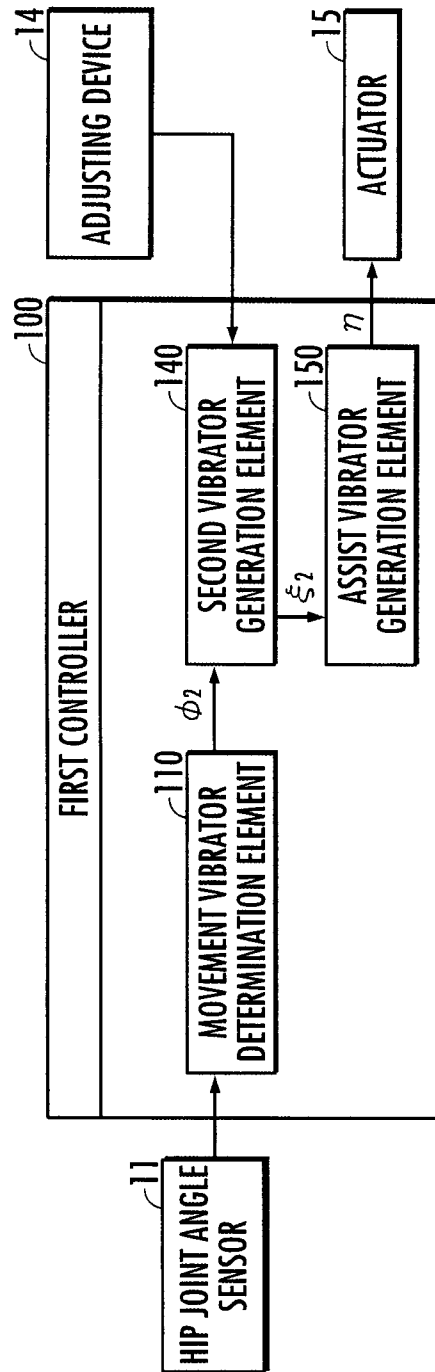 FIRST CONTROLLER
100
11
HIP JOINT ANGLE
SENSOR
110
MOVEMENT VIBRATOR
DETERMINATION ELEMENT
ϕ2
140
SECOND VIBRATOR
GENERATION ELEMENT
ξ2
150
ASSIST VIBRATOR
GENERATION ELEMENT
η
14
ADJUSTING DEVICE
15
ACTUATOR